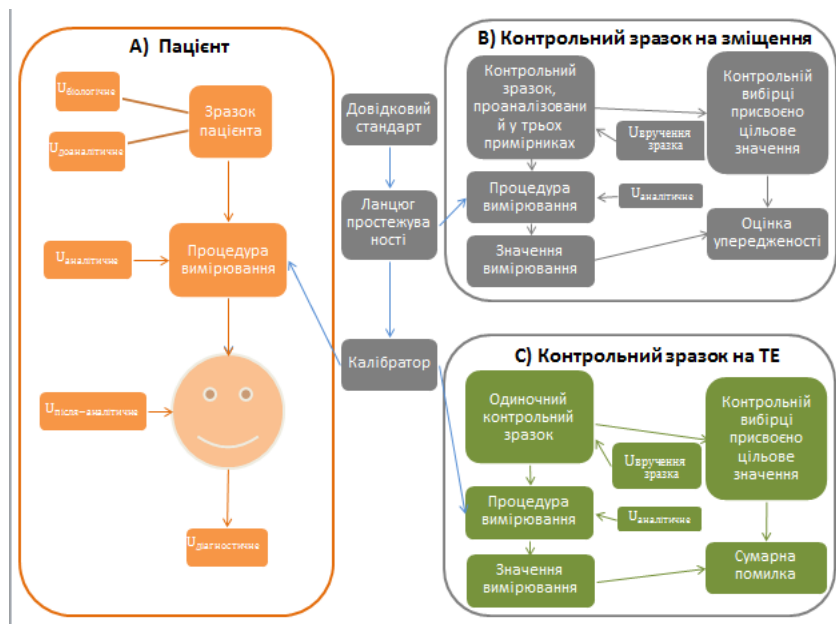 А) Пацієнт
Uбіологічне
Uдоаналітичне
Зразок
пацієнта
Uаналітичне
Процедура
вимірювання
Uпісля−аналітичне
Uдіагностичне
Довідковий
стандарт
Ланцюг
простежува
ності
Калібратор
В) Контрольний зразок на зміщення
Контрольний
зразок,
проаналізовани
й у трьох
примірниках
Uвручення
зразка
Контрольній
вибірці
присвоєно
цільове
значення
Процедура
вимірювання
Uаналітичне
Значення
вимірювання
Оцінка
упередженості
С) Контрольний зразок на ТЕ
Одиночний
контрольний
зразок
Uвручення
зразка
Контрольній
вибірці
присвоєно
цільове
значення
Процедура
вимірювання
Uаналітичне
Значення
вимірювання
Сумарна
помилка